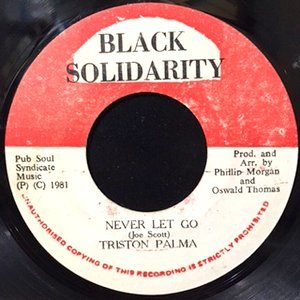 BLACK
SOLIDARITY
Pub Soul
Syndicate
Music
(P) (C) 1981
Prod. and
Arr. by
Phillip Morgan
and
Oswald Thomas
NEVER LET GO
(Joe Scott)
TRISTON PALMA
UNAUTHORISED COPYING OF THIS RECORDING IS STRICTLY PROHIBITED